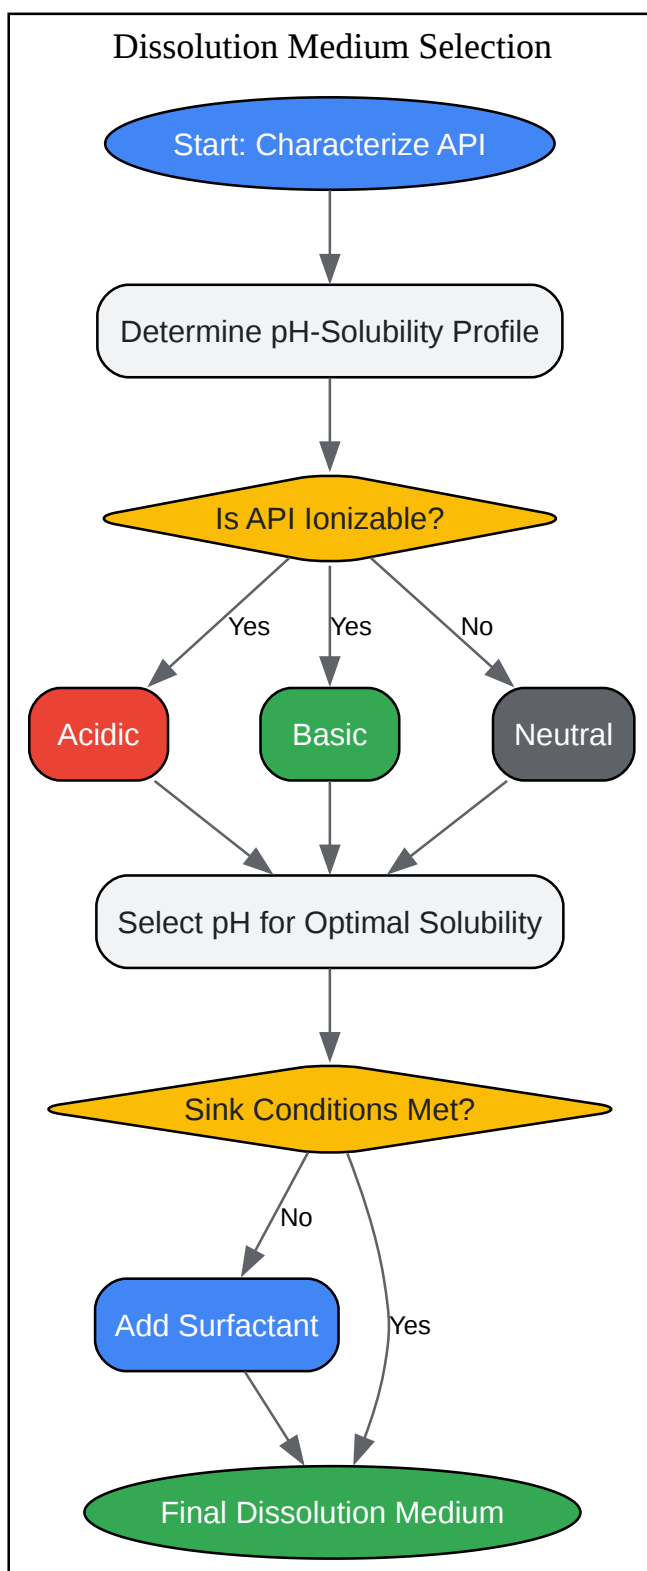 Dissolution Medium Selection
Start: Characterize API
Determine pH-Solubility Profile
Is API Ionizable?
Yes
Yes
No
Acidic
Basic
Neutral
Select pH for Optimal Solubility
Sink Conditions Met?
No
Add Surfactant
Yes
Final Dissolution Medium